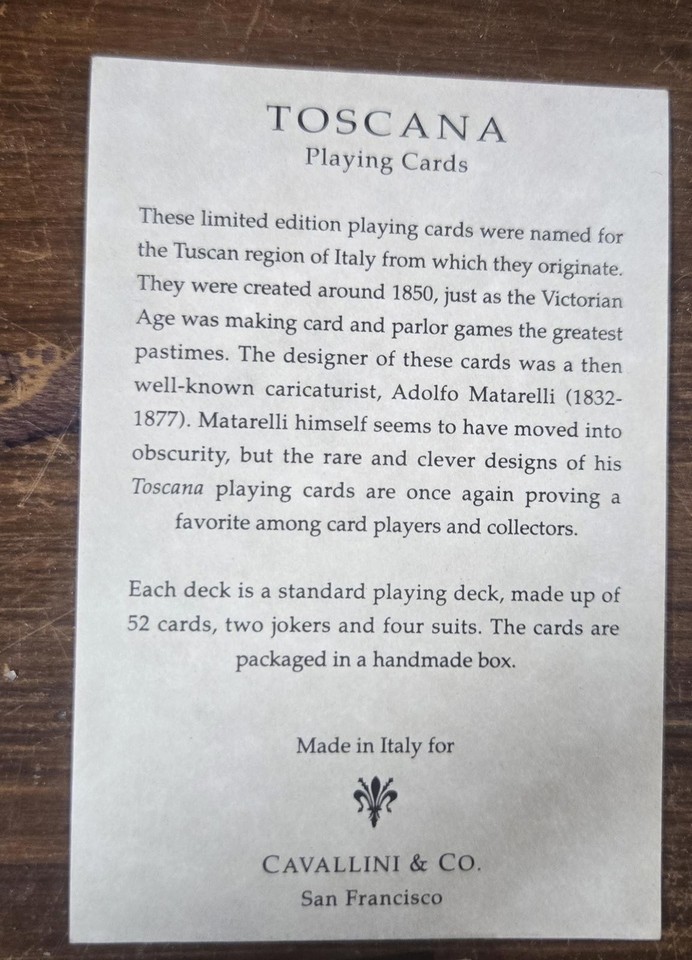 TOSCANA
Playing Cards
These limited edition playing cards were named for
the Tuscan region of Italy from which they originate.
They were created around 1850, just as the Victorian
Age was making card and parlor games the greatest
pastimes. The designer of these cards was a then
well-known caricaturist, Adolfo Matarelli (1832-
1877). Matarelli himself seems to have moved into
obscurity, but the rare and clever designs of his
Toscana playing cards are once again proving a
favorite among card players and collectors.
Each deck is a standard playing deck, made up of
52 cards, two jokers and four suits. The cards are
packaged in a handmade box.
Made in Italy for
CAVALLINI & CO.
San Francisco